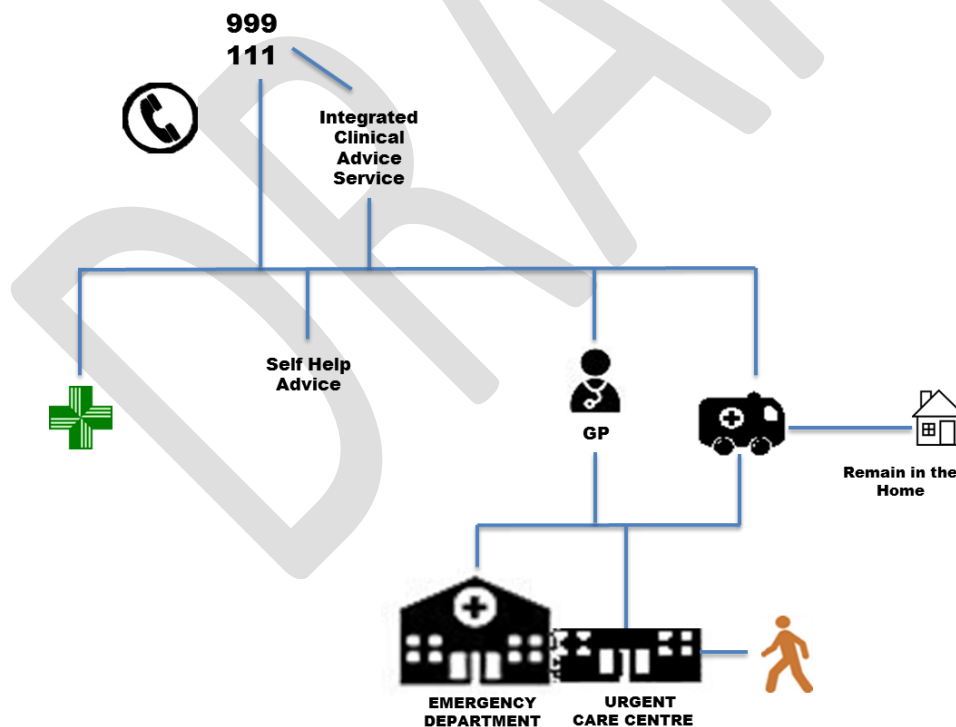 999
111
Integrated
Clinical
Advice
Service
Self Help
Advice
GP
Remain in the
Home
EMERGENCY
DEPARTMENT
URGENT
CARE CENTRE
DRA